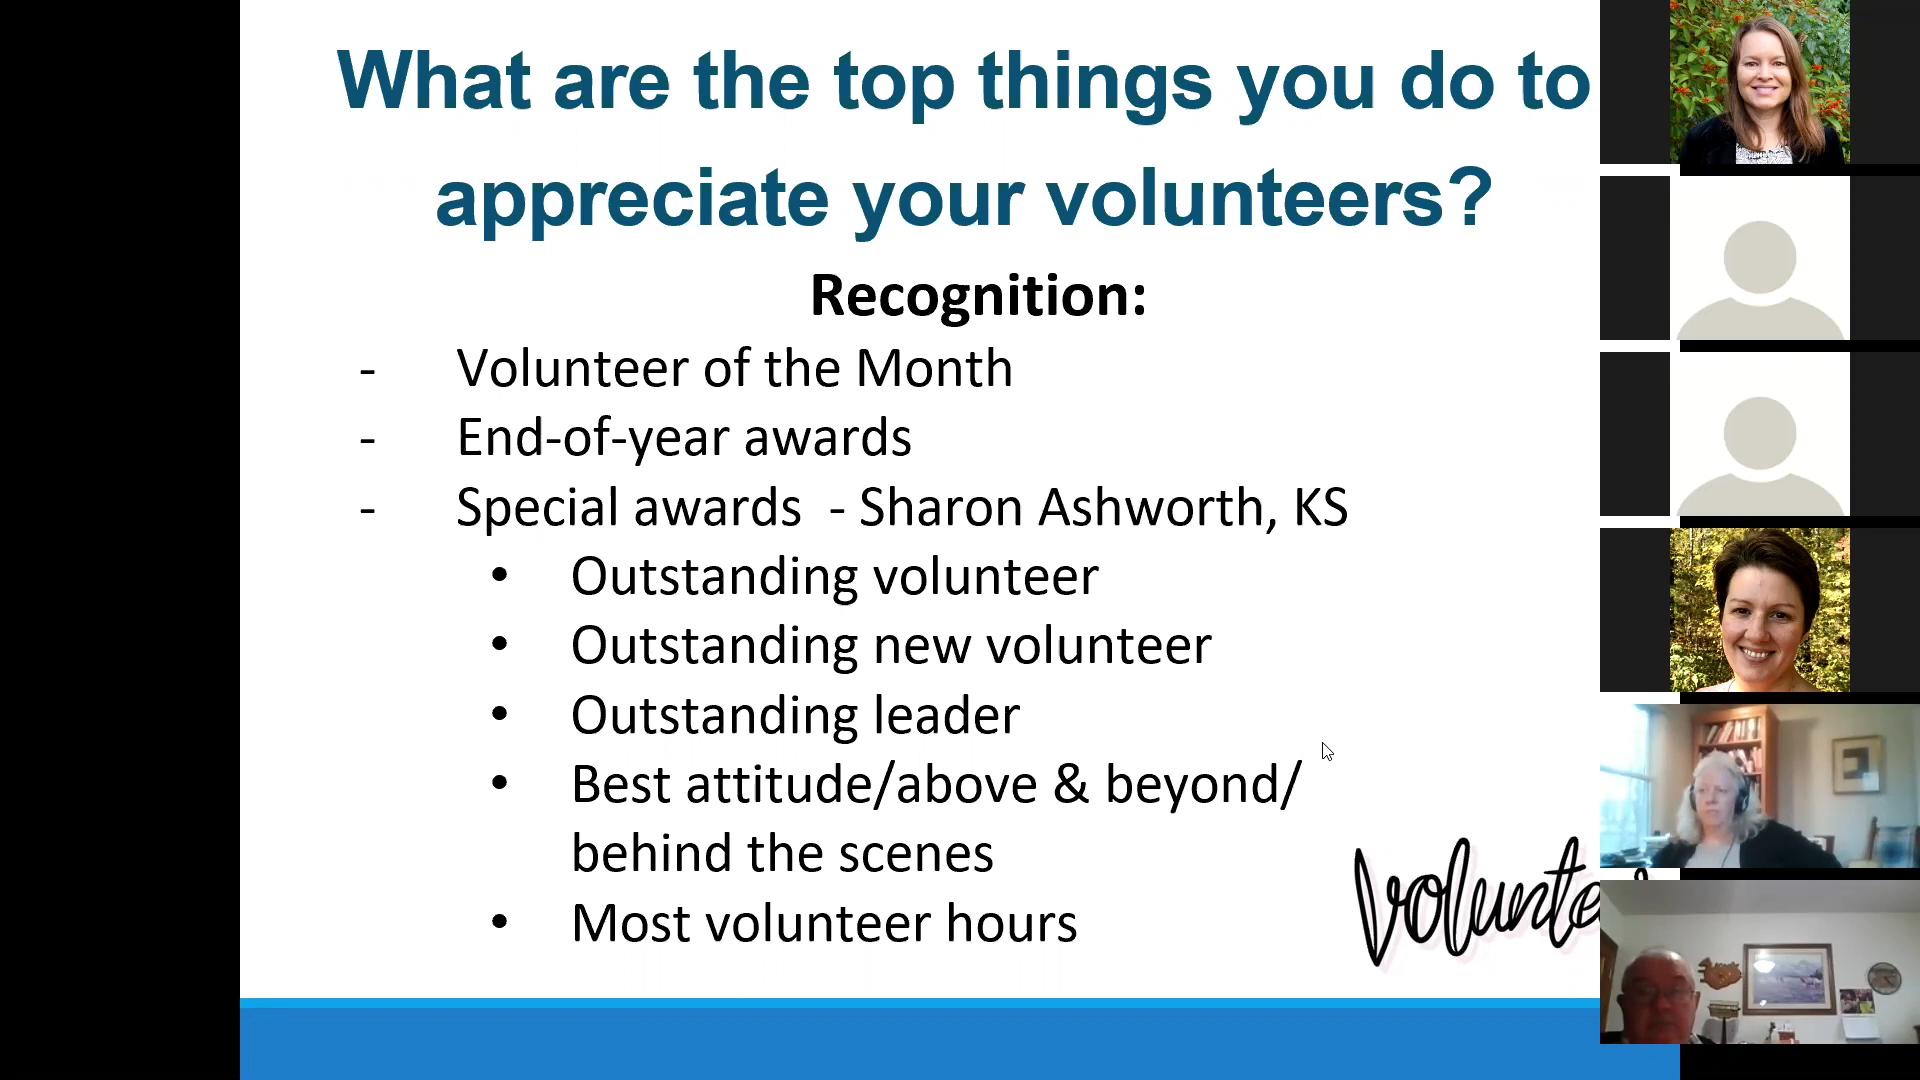 What are the top things you do to
appreciate your volunteers?
Recognition:
- Volunteer of the Month
- End-of-year awards
- Special awards - Sharon Ashworth, KS
• Outstanding volunteer
• Outstanding new volunteer
• Outstanding leader
• Best attitude/above & beyond/
behind the scenes
• Most volunteer hours